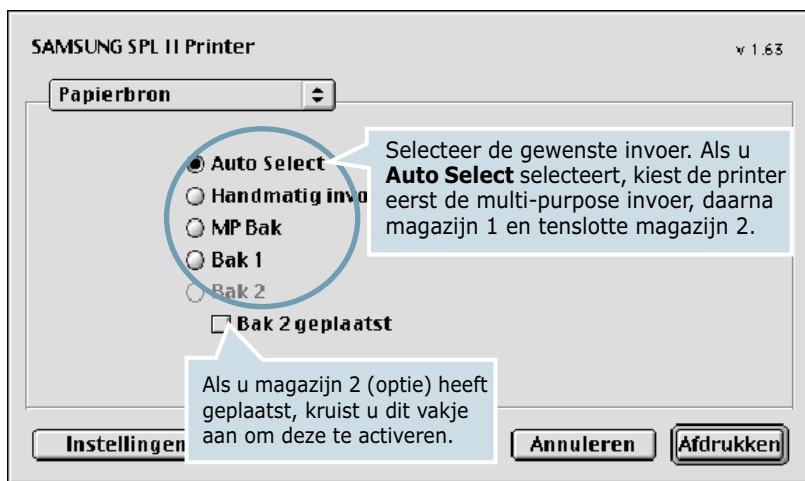 SAMSUNG SPL II Printer
v 1.63
Papierbron
Auto Select
Handmatig invo
MP Bak
Bak 1
Bak 2
Bak 2 geplaatst
Selecteer de gewenste invoer. Als u
Auto Select selecteert, kiest de printer
eerst de multi-purpose invoer, daarna
magazijn 1 en tenslotte magazijn 2.
Als u magazijn 2 (optie) heeft
geplaatst, kruist u dit vakje
aan om deze te activeren.
Instellingen
Annuleren
Afdrukken